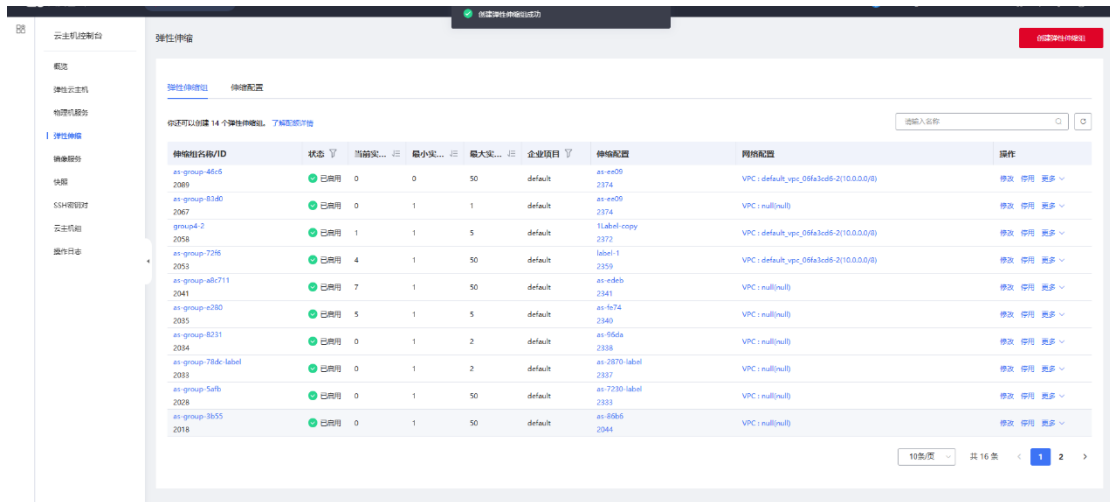 创建弹性伸缩组成功
云主机控制台
弹性伸缩
创建弹性伸缩组
概览
弹性云主机
物理机服务
弹性伸缩
镜像服务
快照
SSH密钥对
云主机组
操作日志
弹性伸缩组 伸缩配置
你还可以创建 14 个弹性伸缩组。 了解配额详情
请输入名称
伸缩组名称/ID 状态 当前实... 最小实... 最大实... 企业项目 伸缩配置 网络配置 操作
as-group-46c6 as-ee09
2089 已启用 0 0 50 default 2374 VPC : default_vpc_06fa3cd6-2(10.0.0.0/8) 修改 停用 更多
as-group-83d0 as-ee09
2067 已启用 0 1 1 default 2374 VPC : null(null) 修改 停用 更多
group4-2 1Label-copy
2058 已启用 1 1 5 default 2372 VPC : default_vpc_06fa3cd6-2(10.0.0.0/8) 修改 停用 更多
as-group-72f6 label-1
2053 已启用 4 1 50 default 2359 VPC : default_vpc_06fa3cd6-2(10.0.0.0/8) 修改 停用 更多
as-group-a8c711 as-edeb
2041 已启用 7 1 50 default 2341 VPC : null(null) 修改 停用 更多
as-group-e280 as-fe74
2035 已启用 5 1 5 default 2340 VPC : null(null) 修改 停用 更多
as-group-8231 as-96da
2034 已启用 0 1 2 default 2338 VPC : null(null) 修改 停用 更多
as-group-78dc-label as-2870-label
2033 已启用 0 1 2 default 2337 VPC : null(null) 修改 停用 更多
as-group-5afb as-7230-label
2028 已启用 0 1 50 default 2333 VPC : null(null) 修改 停用 更多
as-group-3b55 as-86b6
2018 已启用 0 1 50 default 2044 VPC : null(null) 修改 停用 更多
10条/页 共 16 条 1 2